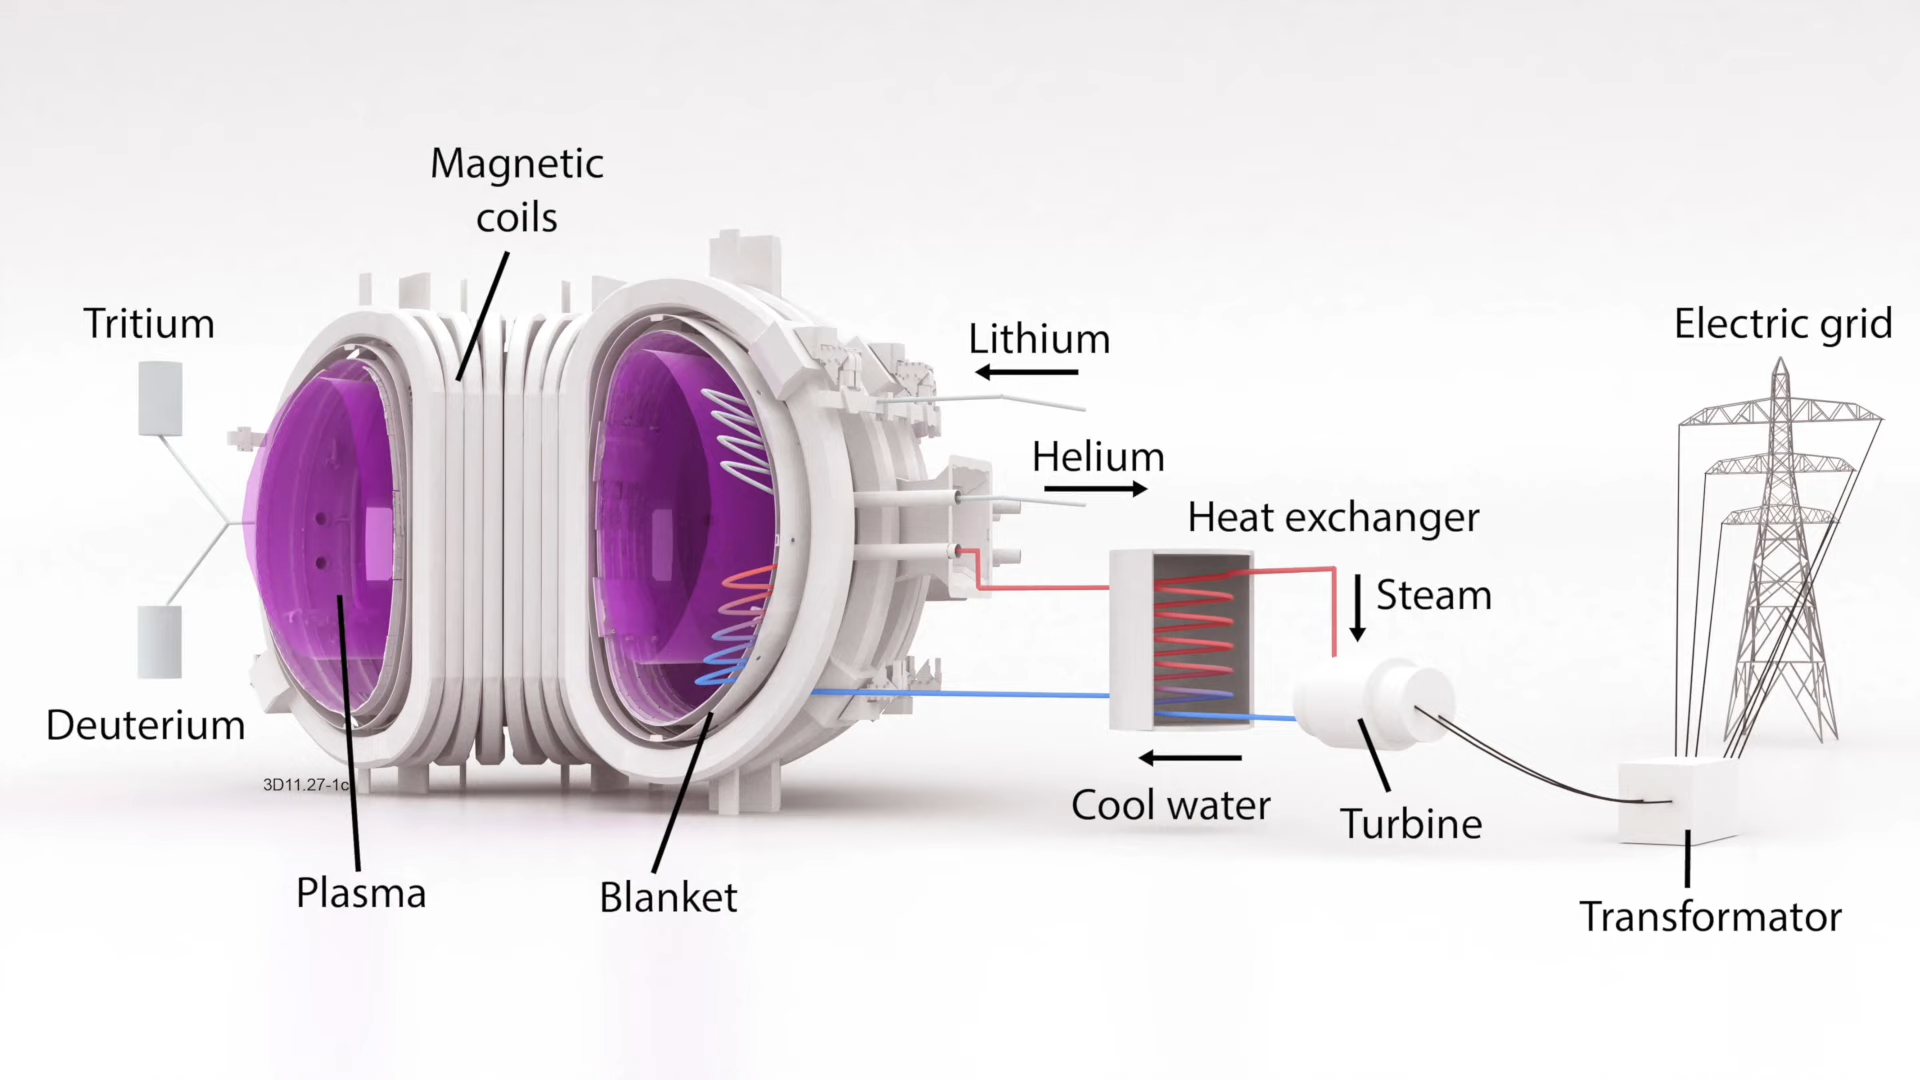 Magnetic
coils
Tritium
Lithium
Electric grid
Helium
Heat exchanger
Steam
Deuterium
3D11.27-1c
Cool water
Turbine
Plasma
Blanket
Transformator